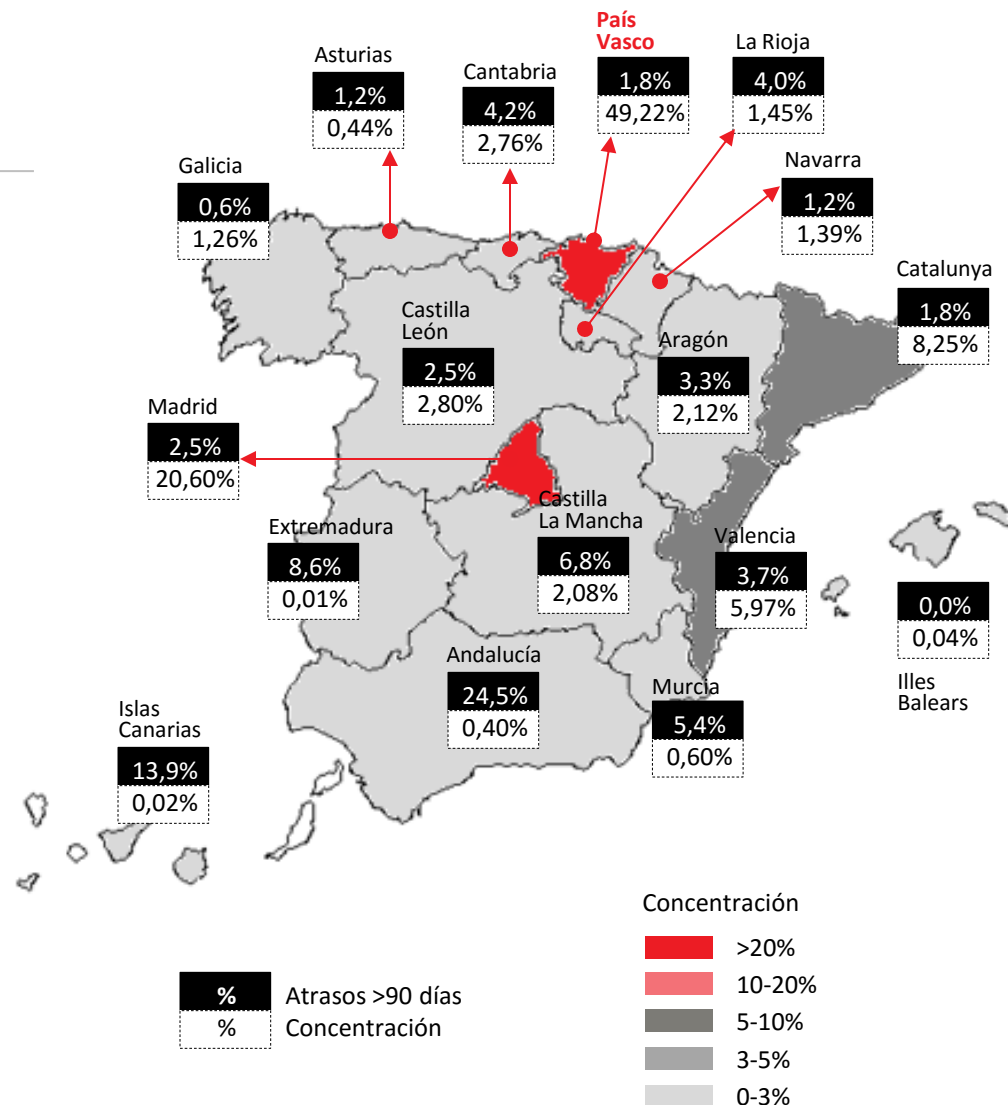 País
Vasco
1,8%
49,22%
La Rioja
4,0%
1,45%
Asturias
1,2%
0,44%
Cantabria
4,2%
2,76%
Navarra
1,2%
1,39%
Galicia
0,6%
1,26%
Catalunya
1,8%
8,25%
Castilla
León
2,5%
2,80%
Aragón
3,3%
2,12%
Madrid
2,5%
20,60%
Castilla
La Mancha
6,8%
2,08%
Extremadura
8,6%
0,01%
Valencia
3,7%
5,97%
0,0%
0,04%
Illes
Balears
Andalucía
24,5%
0,40%
Murcia
5,4%
0,60%
Islas
Canarias
13,9%
0,02%
% Atrasos >90 días
% Concentración
Concentración
>20%
10-20%
5-10%
3-5%
0-3%